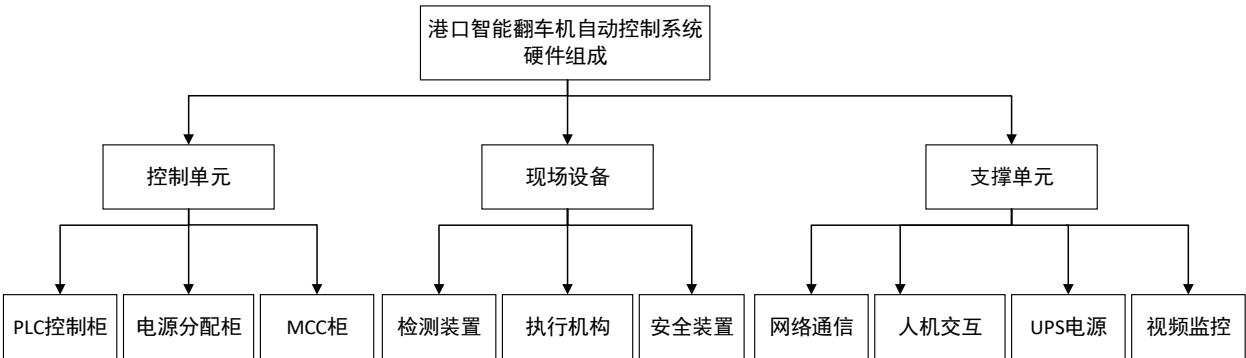 港口智能翻车机自动控制系统
硬件组成
控制单元
现场设备
支撑单元
PLC控制柜
电源分配柜
MCC柜
检测装置
执行机构
安全装置
网络通信
人机交互
UPS电源
视频监控